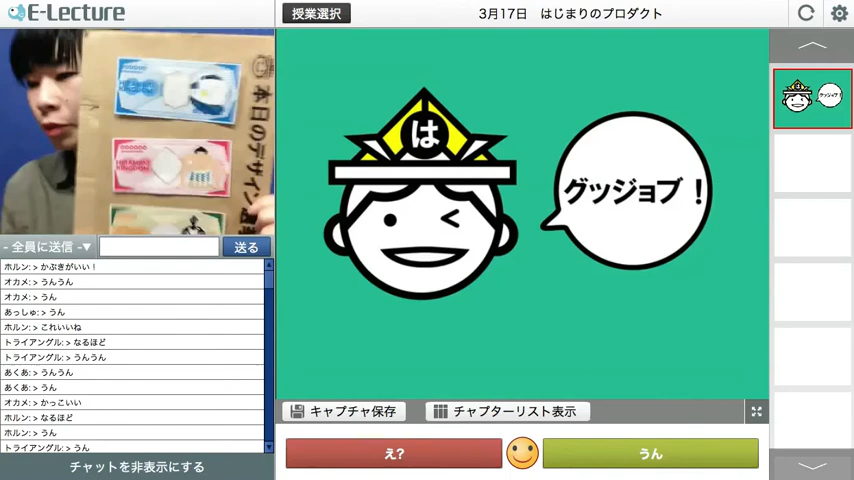 E-Lecture
授業選択
3月17日 はじまりのプロダクト
本日のデザイン選手
は
グッジョブ！
グッジョブ！
- 全員に送信 -▼
送る
ホルン: > かぶきがいい！
オカメ: > うんうん
オカメ: > うん
あっしゅ: > うん
ホルン: > これいいね
トライアングル: > なるほど
トライアングル: > うんうん
あくあ: > うんうん
あくあ: > うん
オカメ: > かっこいい
ホルン: > なるほど
ホルン: > うん
トライアングル: > うん
チャットを非表示にする
キャプチャ保存
チャプターリスト表示
え?
うん